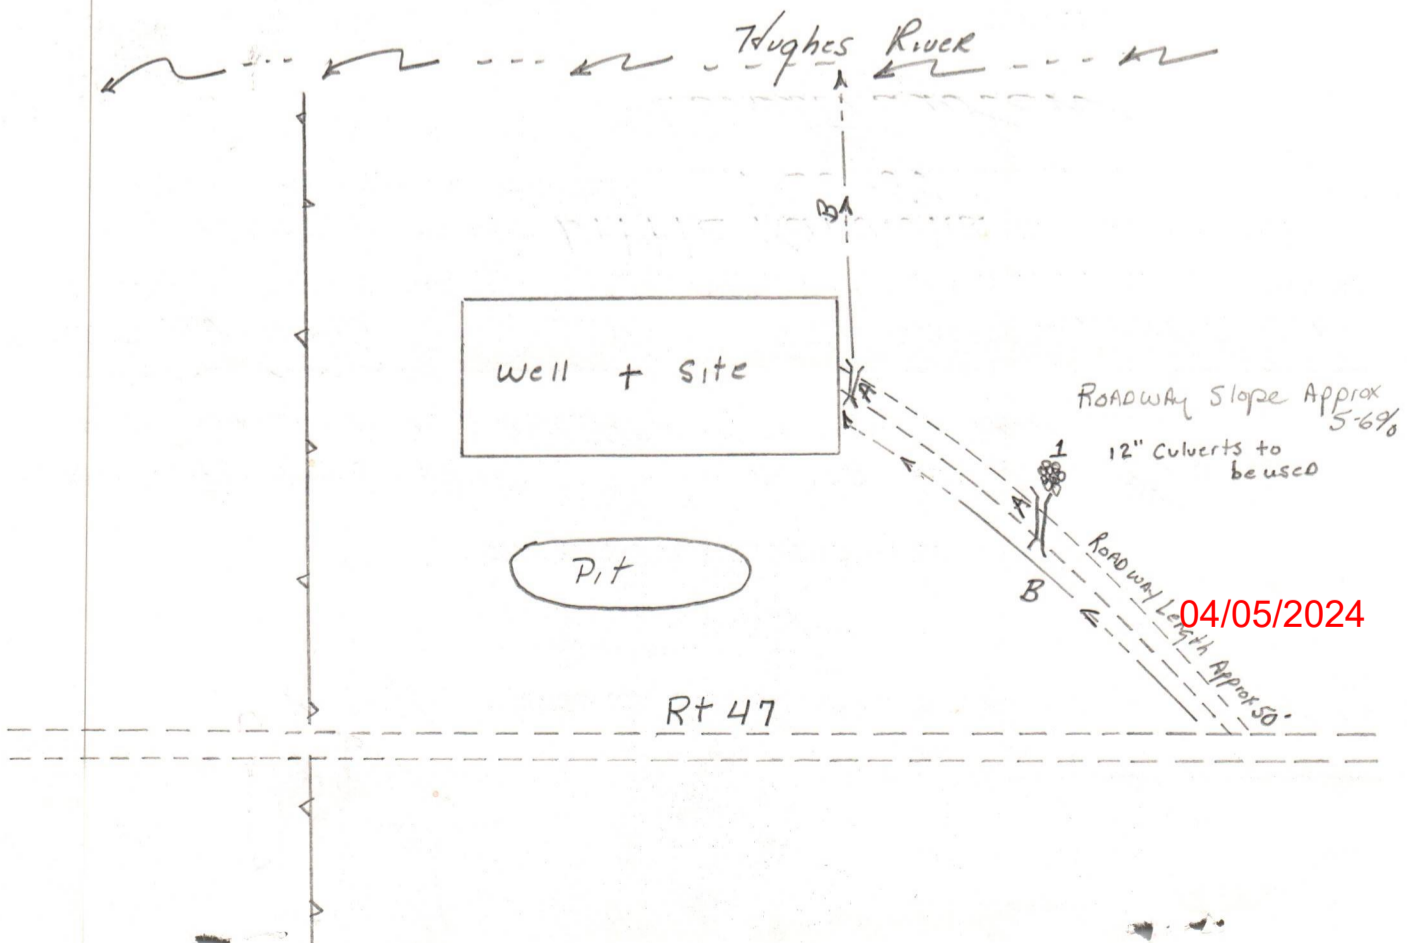 Hughes River
B
Well + Site
A
ROADWAY Slope Approx
5-6%
1
12" Culverts to
be used
A
Pit
B
ROADWAY Length Approx 50'
04/05/2024
Rt 47